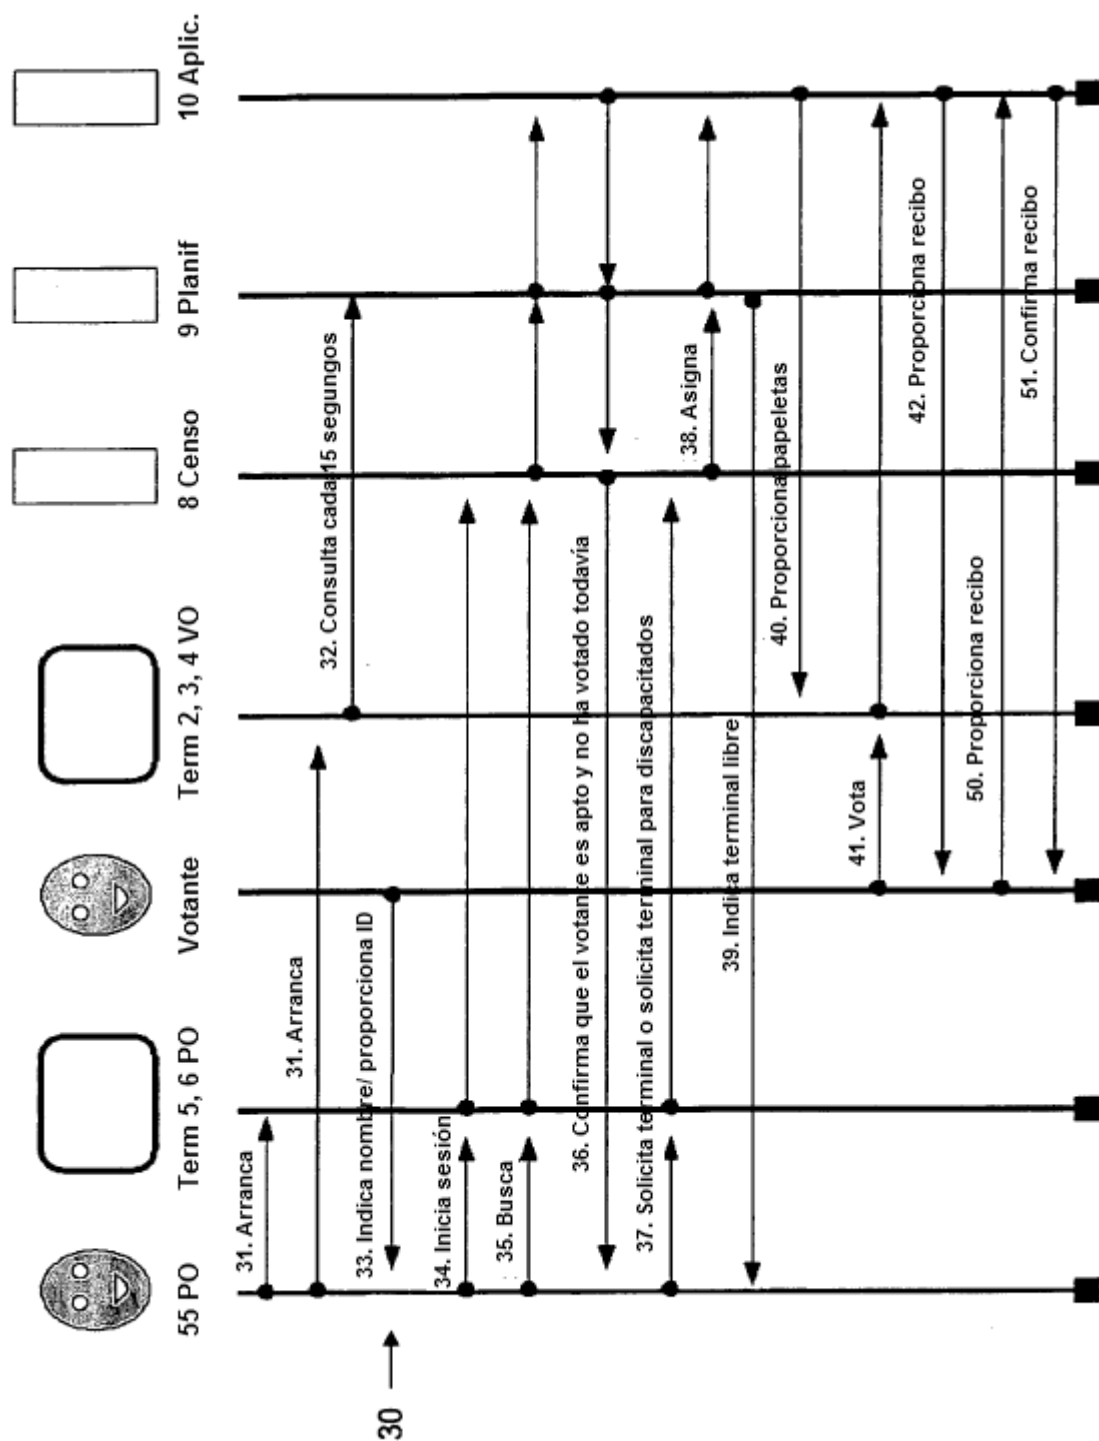 55 PO
Term 5, 6 PO
Votante
Term 2, 3, 4 VO
8 Censo
9 Planif
10 Aplic.
30
31. Arranca
31. Arranca
32. Consulta cada 15 segungos
33. Indica nombre/ proporciona ID
34. Inicia sesión
35. Busca
36. Confirma que el votante es apto y no ha votado todavía
37. Solicita terminal o solicita terminal para discapacitados
38. Asigna
39. Indica terminal libre
40. Proporciona papeletas
41. Vota
42. Proporciona recibo
50. Proporciona recibo
51. Confirma recibo